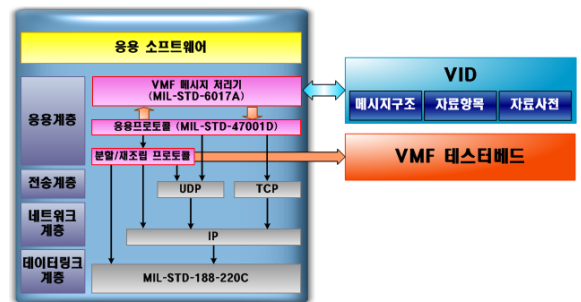 응용 소프트웨어
VMF 메시지 처리기
(MIL-STD-6017A)
VID
메시지구조
자료항목
자료사전
응용계층
응용프로토콜 (MIL-STD-47001D)
분할/재조립 프로토콜
VMF 테스터베드
전송계층
UDP
TCP
네트워크
계층
IP
데이터링크
계층
MIL-STD-188-220C